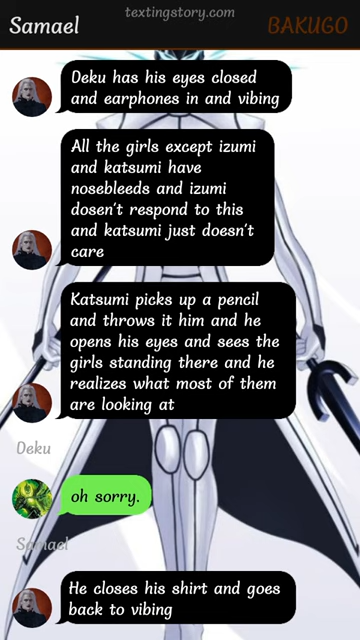 textingstory.com
Samael
BAKUGO
Deku has his eyes closed
and earphones in and vibing
All the girls except izumi
and katsumi have
nosebleeds and izumi
dosen't respond to this
and katsumi just doesn't
care
Katsumi picks up a pencil
and throws it him and he
opens his eyes and sees the
girls standing there and he
realizes what most of them
are looking at
Deku
oh sorry.
Samael
He closes his shirt and goes
back to vibing